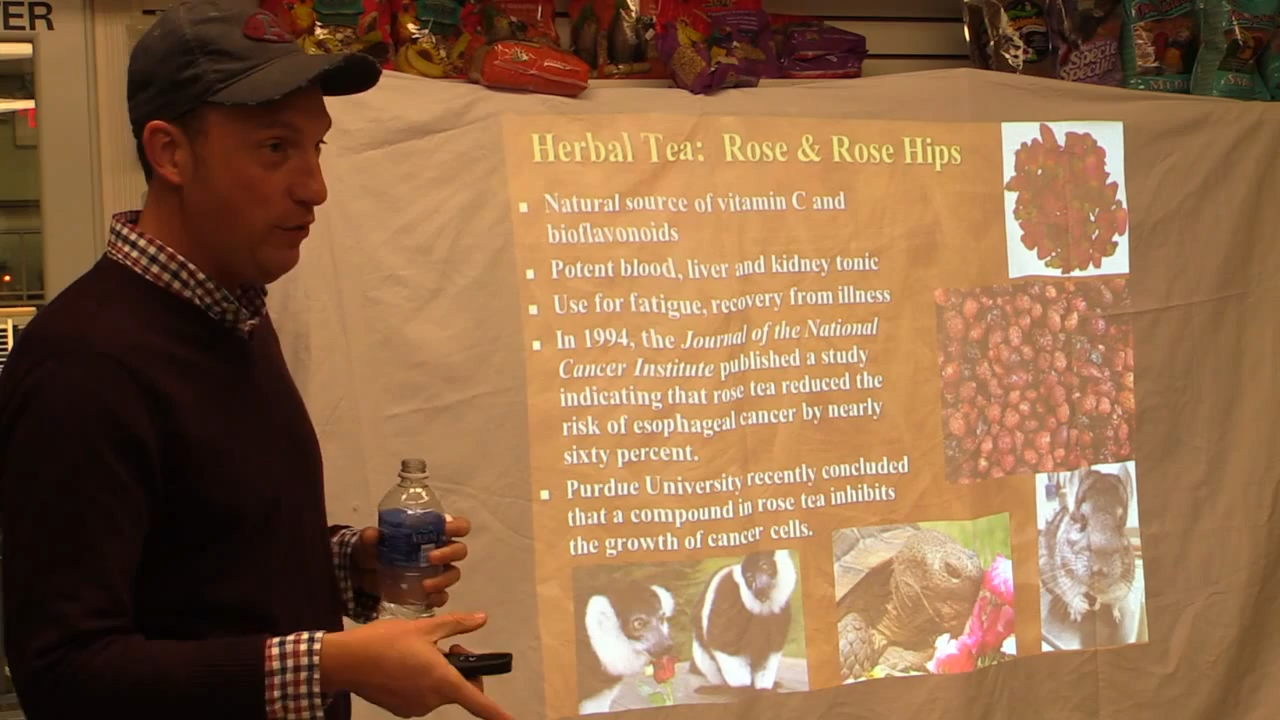 ER
Specie
Specific
Herbal Tea: Rose & Rose Hips
Natural source of vitamin C and
bioflavonoids
Potent blood, liver and kidney tonic
Use for fatigue, recovery from illness
In 1994, the Journal of the National
Cancer Institute published a study
indicating that rose tea reduced the
risk of esophageal cancer by nearly
sixty percent.
Purdue University recently concluded
that a compound in rose tea inhibits
the growth of cancer cells.